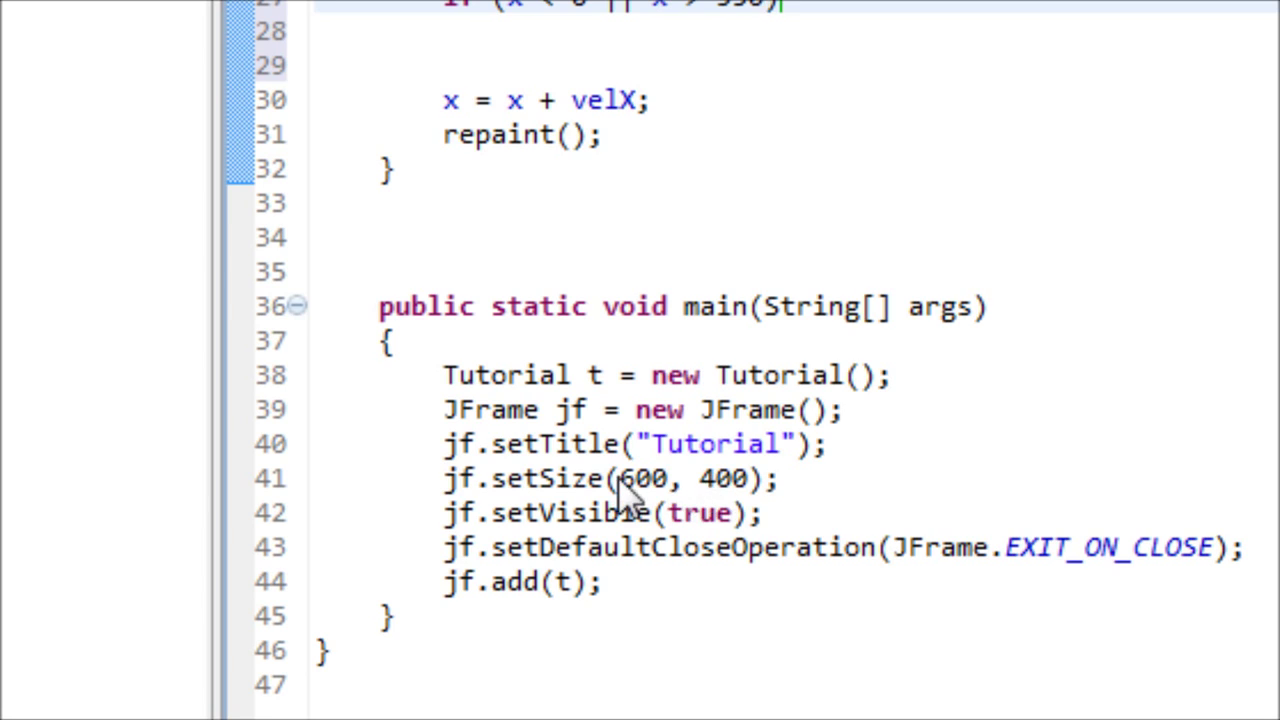 27 if (x < 0 || x > 550)
28
29
30 x = x + velX;
31 repaint();
32 }
33
34
35
36 public static void main(String[] args)
37 {
38 Tutorial t = new Tutorial();
39 JFrame jf = new JFrame();
40 jf.setTitle("Tutorial");
41 jf.setSize(600, 400);
42 jf.setVisible(true);
43 jf.setDefaultCloseOperation(JFrame.EXIT_ON_CLOSE);
44 jf.add(t);
45 }
46 }
47